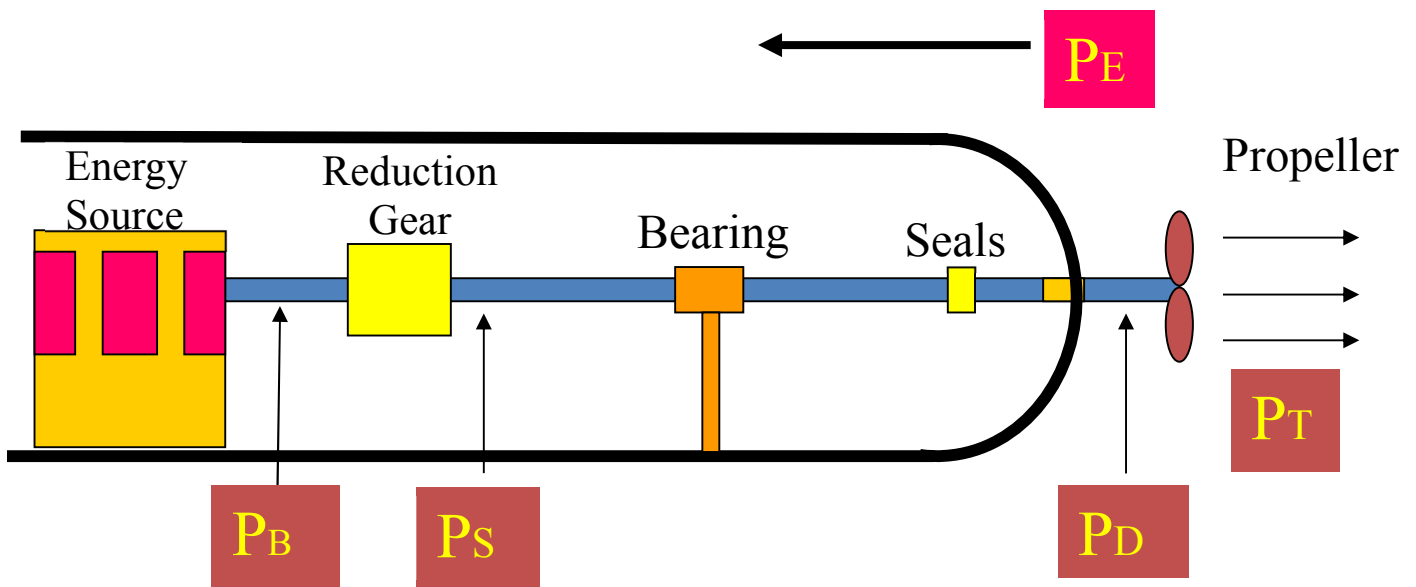 PE
Propeller
Energy
Source
Reduction
Gear
Bearing
Seals
PT
PB
PS
PD